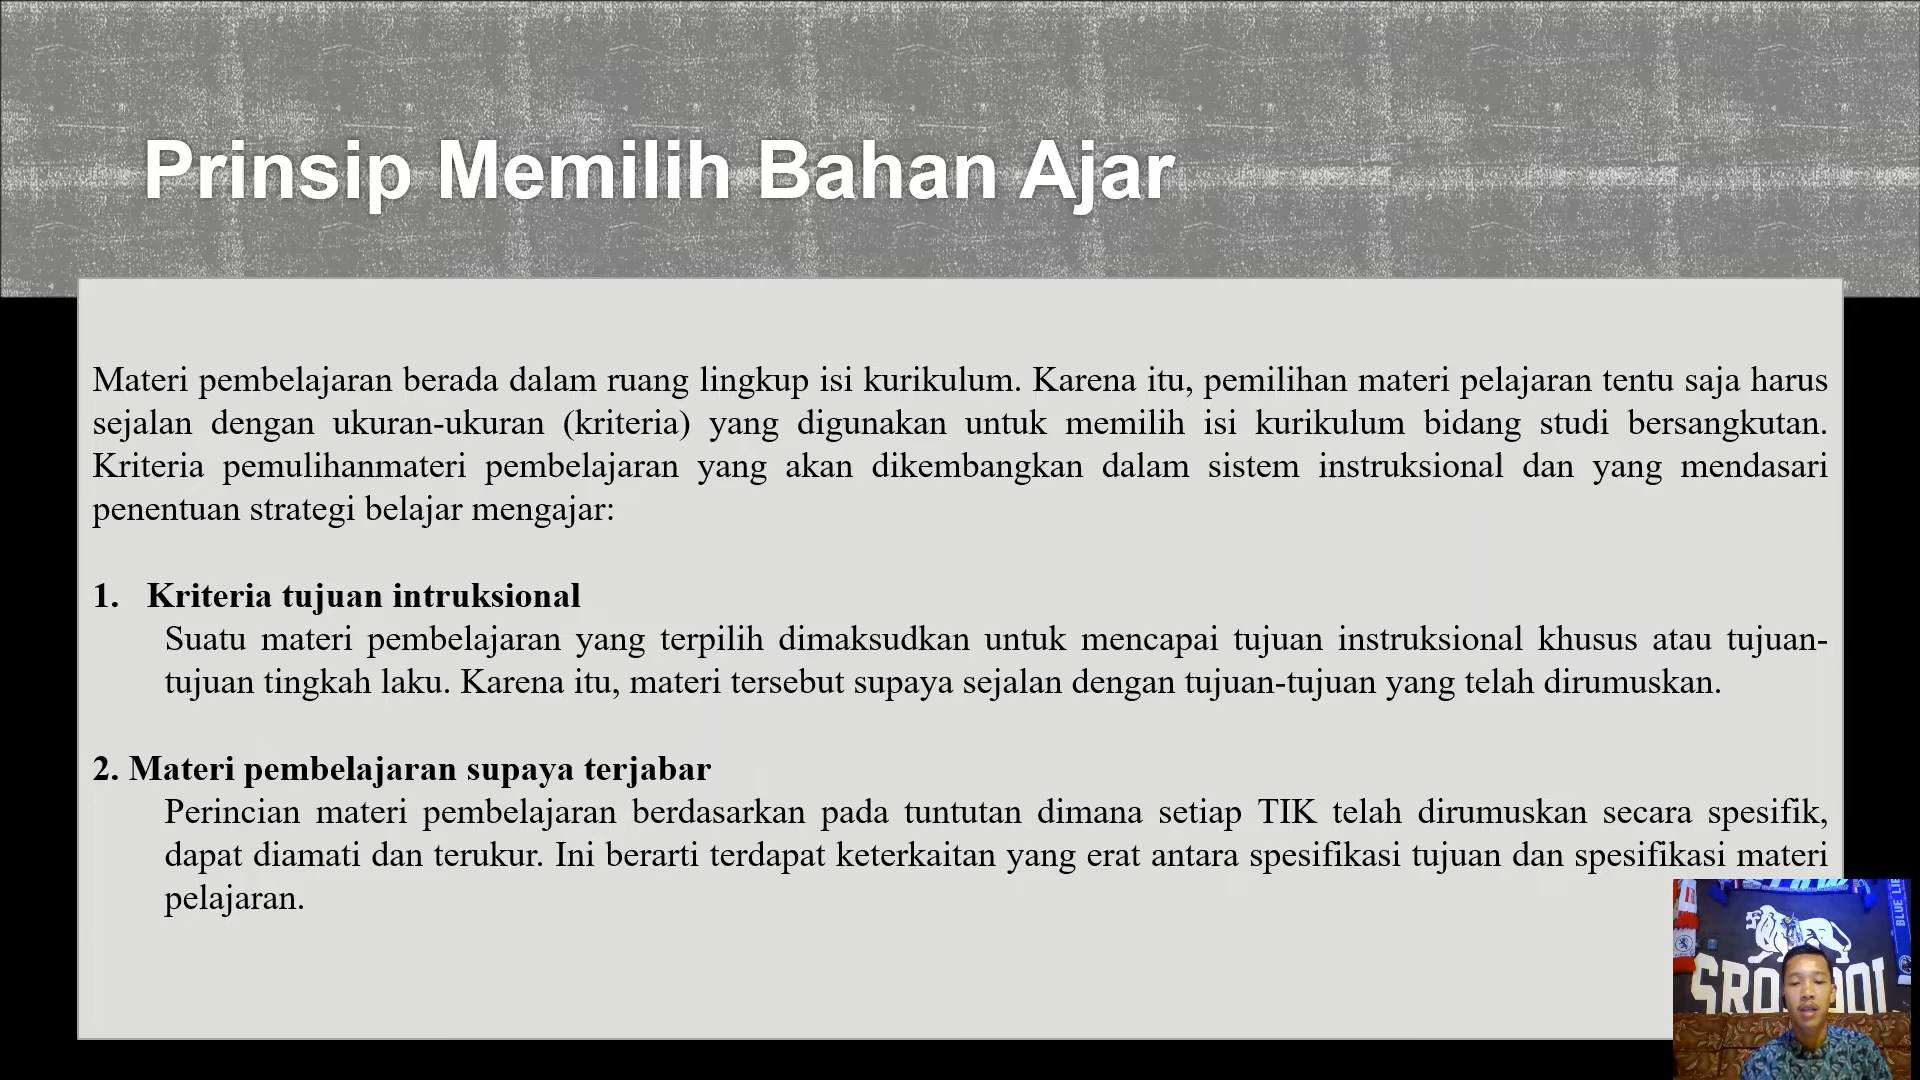 Prinsip Memilih Bahan Ajar
Materi pembelajaran berada dalam ruang lingkup isi kurikulum. Karena itu, pemilihan materi pelajaran tentu saja harus
sejalan dengan ukuran-ukuran (kriteria) yang digunakan untuk memilih isi kurikulum bidang studi bersangkutan.
Kriteria pemulihanmateri pembelajaran yang akan dikembangkan dalam sistem instruksional dan yang mendasari
penentuan strategi belajar mengajar:
1. Kriteria tujuan intruksional
Suatu materi pembelajaran yang terpilih dimaksudkan untuk mencapai tujuan instruksional khusus atau tujuan-
tujuan tingkah laku. Karena itu, materi tersebut supaya sejalan dengan tujuan-tujuan yang telah dirumuskan.
2. Materi pembelajaran supaya terjabar
Perincian materi pembelajaran berdasarkan pada tuntutan dimana setiap TIK telah dirumuskan secara spesifik,
dapat diamati dan terukur. Ini berarti terdapat keterkaitan yang erat antara spesifikasi tujuan dan spesifikasi materi
pelajaran.
BLUE LIE